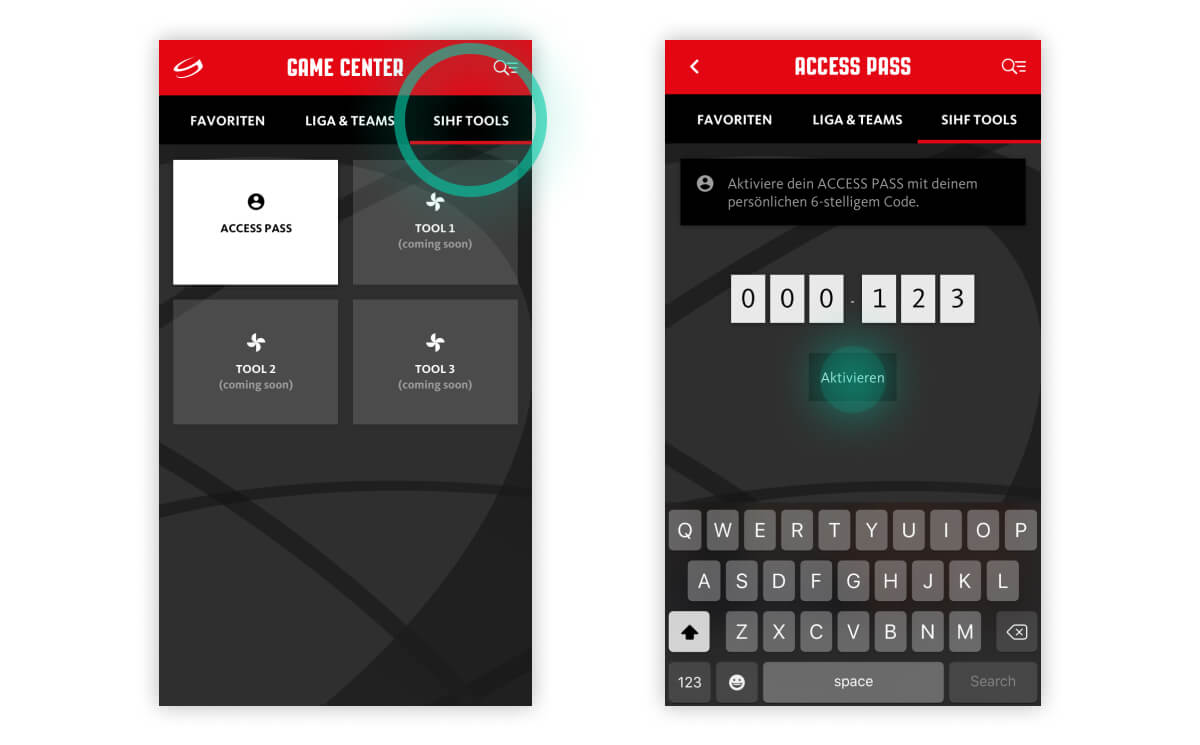 GAME CENTER
FAVORITEN LIGA & TEAMS SIHF TOOLS
ACCESS PASS
TOOL 1
(coming soon)
TOOL 2
(coming soon)
TOOL 3
(coming soon)
ACCESS PASS
FAVORITEN LIGA & TEAMS SIHF TOOLS
Aktiviere dein ACCESS PASS mit deinem
persönlichen 6-stelligem Code.
0 0 0 - 1 2 3
Aktivieren
Q W E R T Y U I O P
A S D F G H J K L
Z X C V B N M
123 space Search